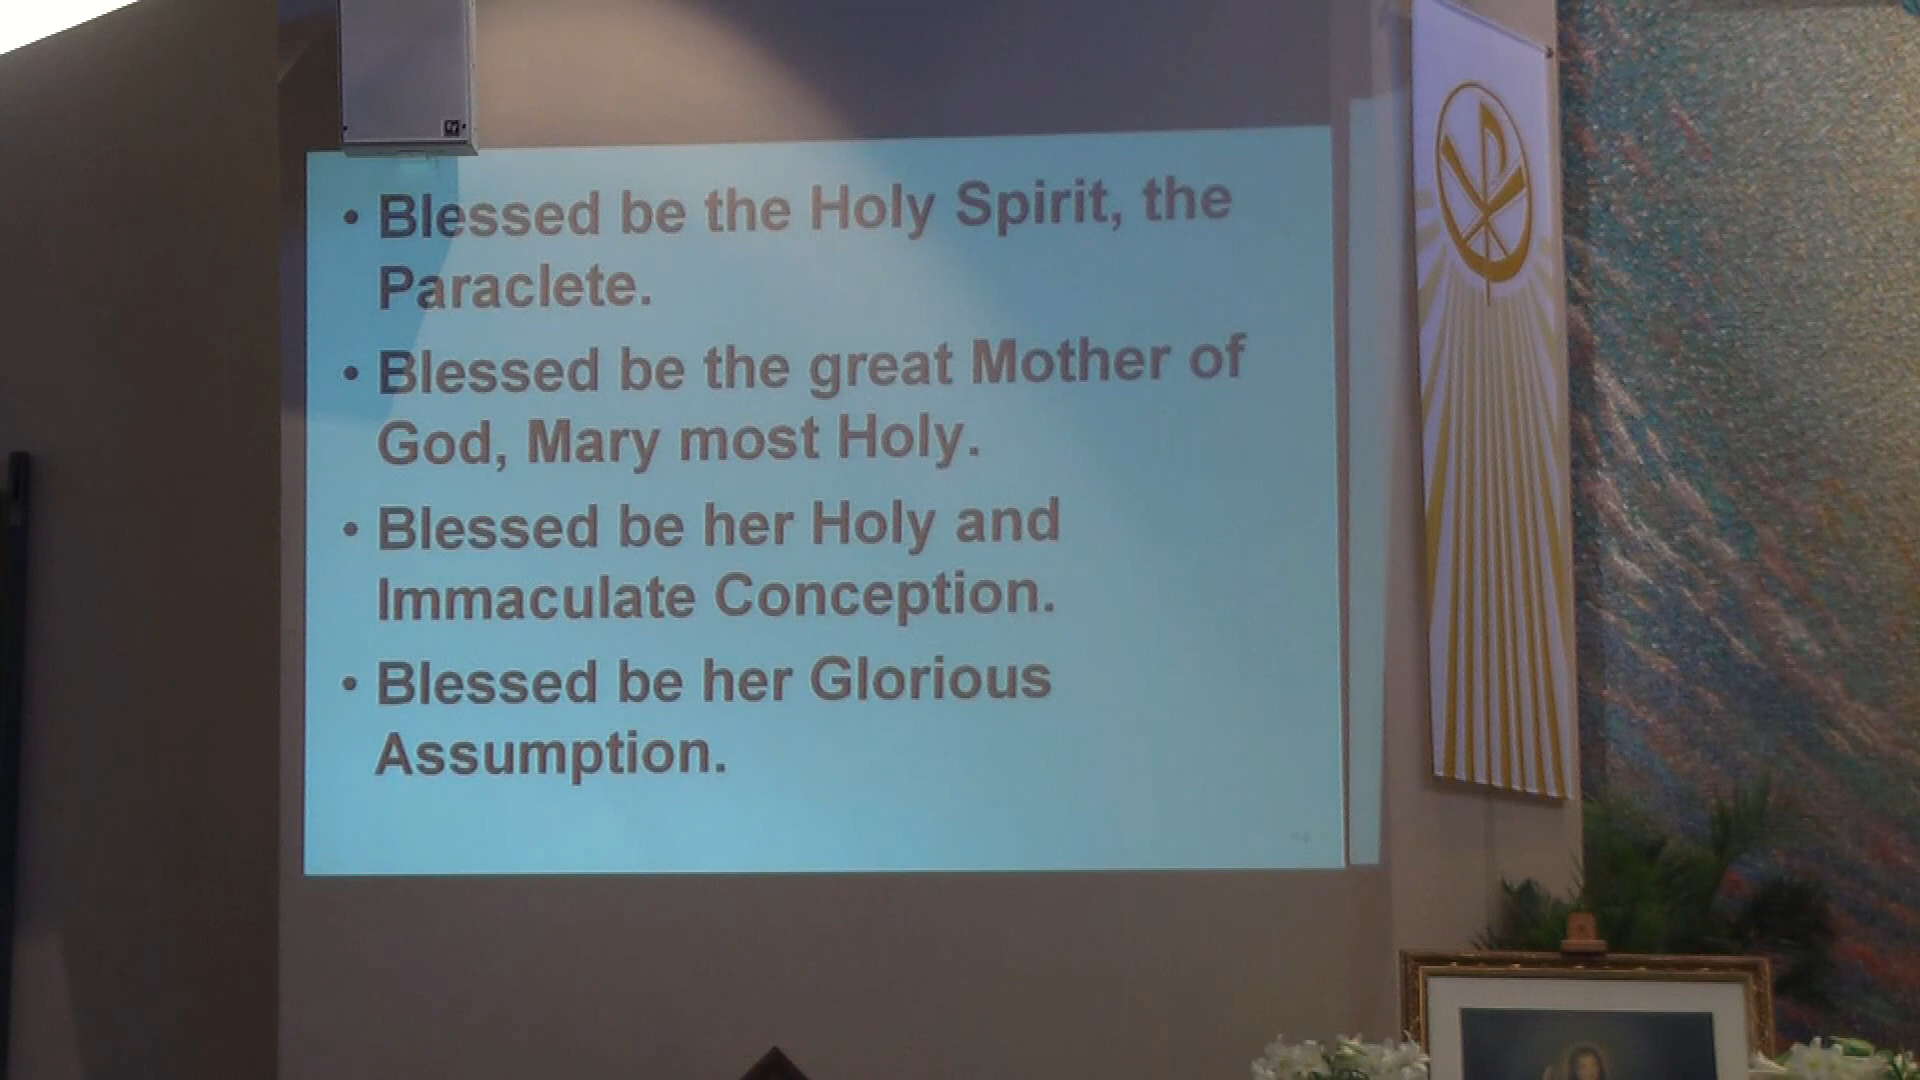 • Blessed be the Holy Spirit, the
Paraclete.
• Blessed be the great Mother of
God, Mary most Holy.
• Blessed be her Holy and
Immaculate Conception.
• Blessed be her Glorious
Assumption.